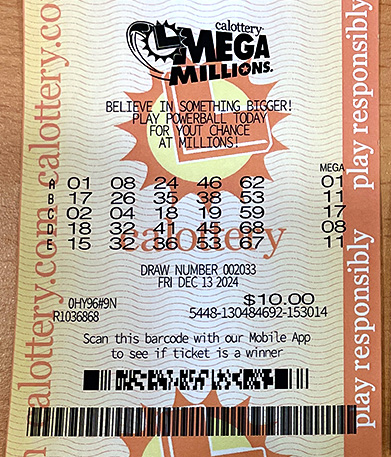 calottery
MEGA
MILLIONS.
BELIEVE IN SOMETHING BIGGER!
PLAY POWERBALL TODAY
FOR YOUT CHANCE
AT MILLIONS!
MEGA
A 01 08 24 46 62 01
B 17 26 35 38 53 11
C 02 04 18 19 59 17
D 18 32 41 45 68 08
E 15 32 36 53 67 11
calottery
DRAW NUMBER 002033
FRI DEC 13 2024
0HY96#9N $10.00
R1036868 5448-130484692-153014
Scan this barcode with our Mobile App
to see if ticket is a winner
calottery.com calottery.co
play responsibly
play responsibly